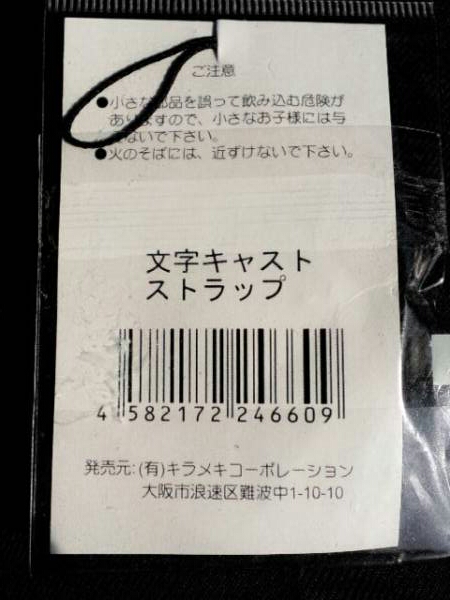 ご注意
●小さな部品を誤って飲み込む危険が
ありますので、小さなお子様には与
えないで下さい。
●火のそばには、近ずけないで下さい。
文字キャスト
ストラップ
4 582172 246609
発売元:(有)キラメキコーポレーション
大阪市浪速区難波中1-10-10